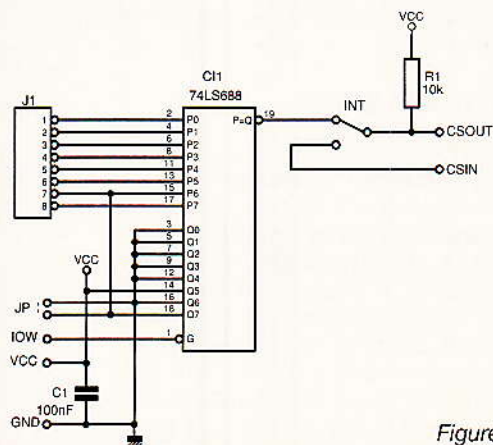 VCC
CI1
74LS688
R1
10k
J1
INT
1 2 P0 P=Q 19
2 4 P1
3 6 P2
4 8 P3
5 11 P4
6 13 P5
7 15 P6
8 17 P7
CSOUT
CSIN
3 Q0
5 Q1
7 Q2
9 Q3
12 Q4
VCC
14 Q5
16 Q6
JP1
18 Q7
IOW
1 G
VCC
C1
100nF
GND
Figure